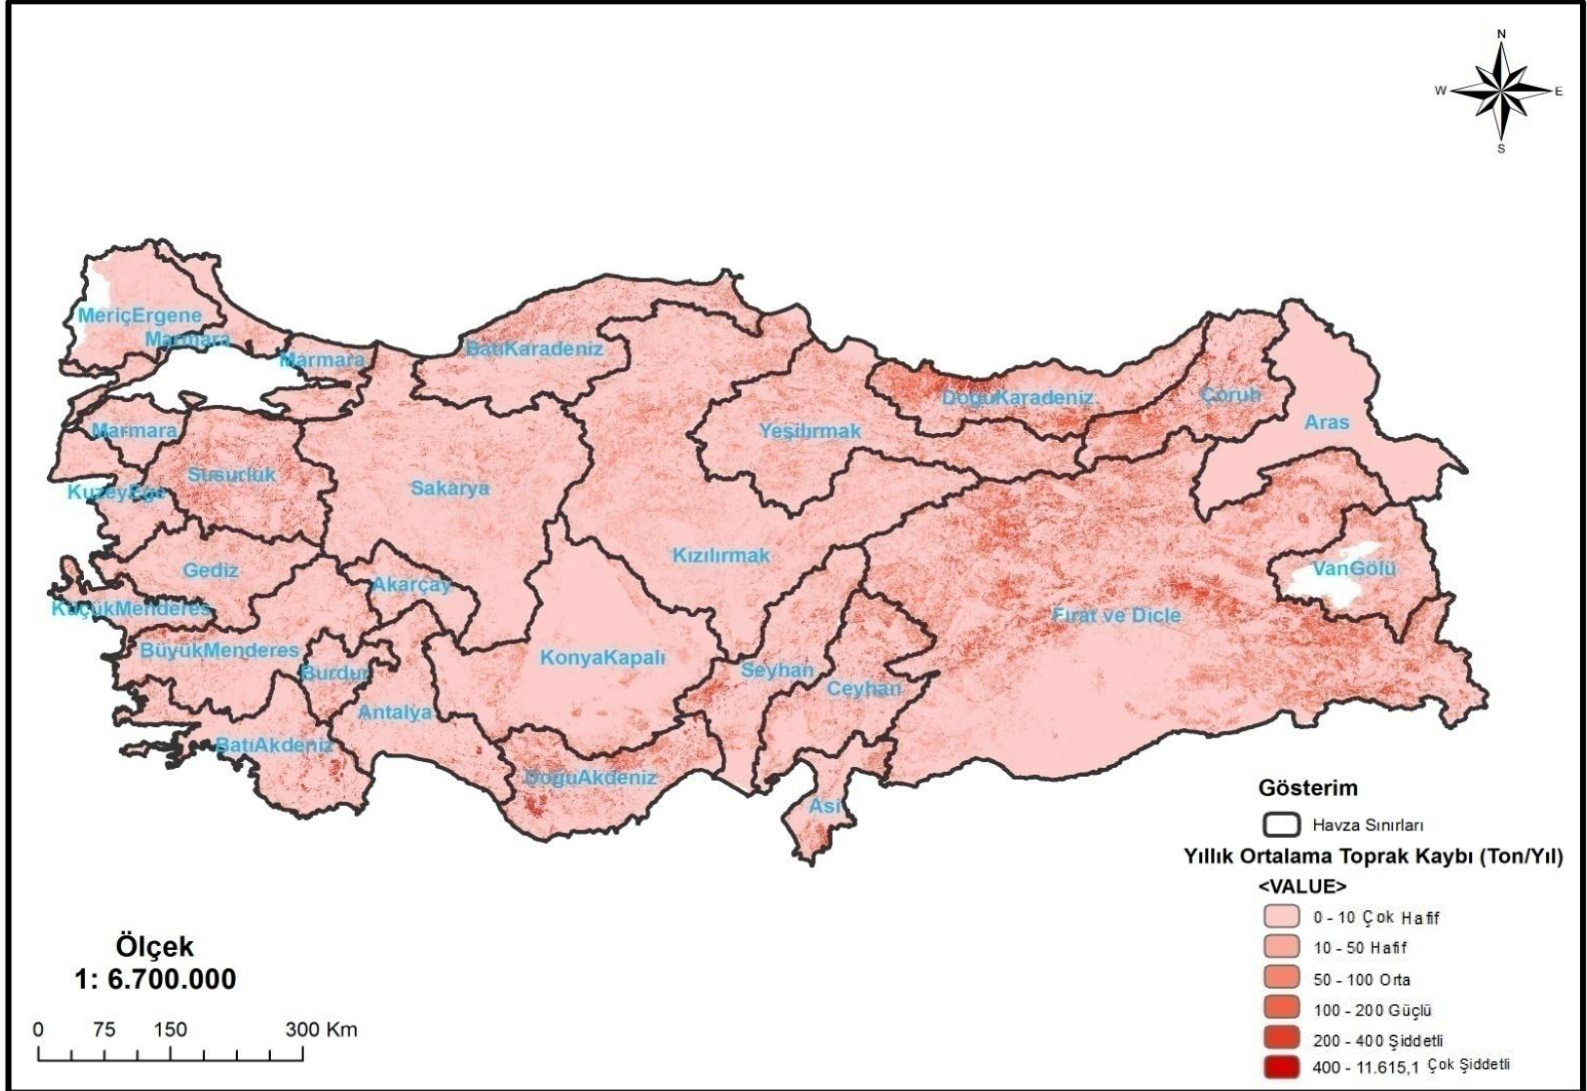 N
W
E
S
MeriçErgene
Marmara
Marmara
BatıKaradeniz
DoğuKaradeniz
Çoruh
Aras
Marmara
Yeşilırmak
Susurluk
Sakarya
KuzeyEge
Kızılırmak
Gediz
Akarçay
VanGölü
KüçükMenderes
Fırat ve Dicle
BüyükMenderes
KonyaKapalı
Burdur
Seyhan
Ceyhan
Antalya
BatıAkdeniz
DoğuAkdeniz
Asi
Gösterim
Havza Sınırları
Yıllık Ortalama Toprak Kaybı (Ton/Yıl)
<VALUE>
0 - 10 Çok Hafif
10 - 50 Hafif
50 - 100 Orta
100 - 200 Güçlü
200 - 400 Şiddetli
400 - 11.615,1 Çok Şiddetli
Ölçek
1: 6.700.000
0 75 150 300 Km